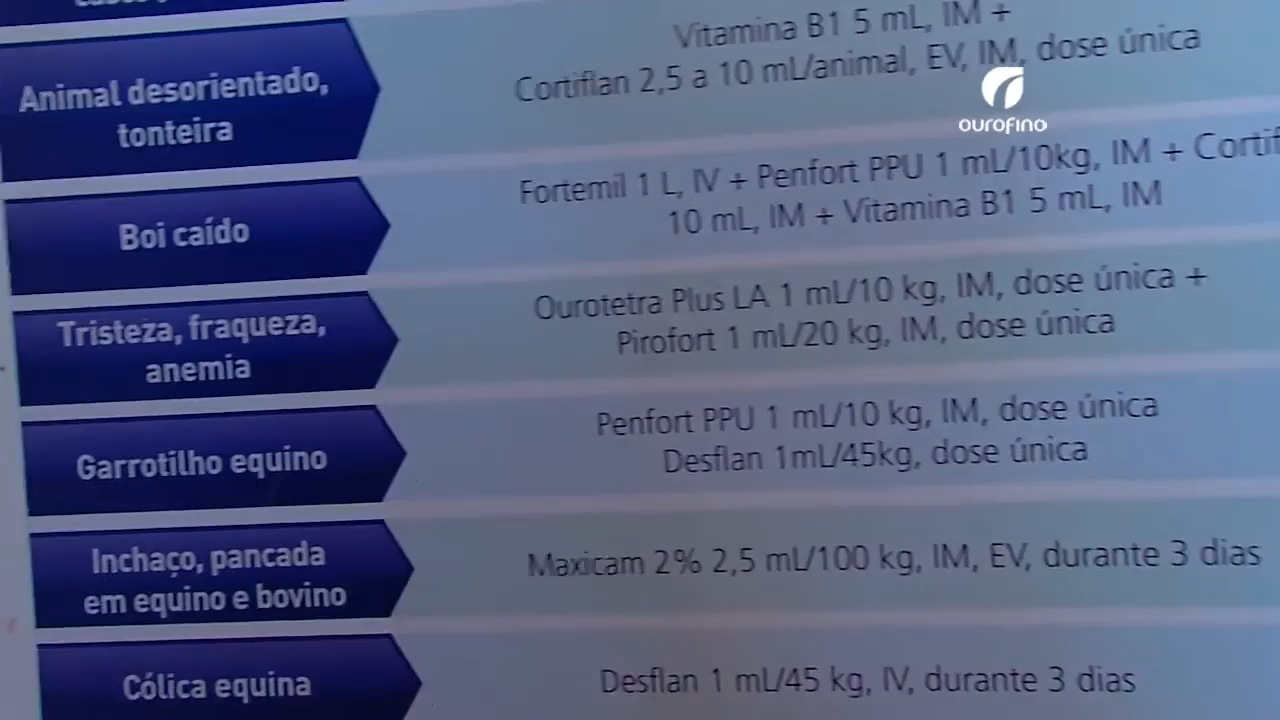 Animal desorientado,
tonteira
Vitamina B1 5 mL, IM +
Cortiflan 2,5 a 10 mL/animal, EV, IM, dose única
ourofino
Boi caído
Fortemil 1 L, IV + Penfort PPU 1 mL/10kg, IM +
10 mL, IM + Vitamina B1 5 mL, IM
Tristeza, fraqueza,
anemia
Ourotetra Plus LA 1 mL/10 kg, IM, dose única +
Pirofort 1 mL/20 kg, IM, dose única
Garrotilho equino
Penfort PPU 1 mL/10 kg, IM, dose única
Desflan 1mL/45kg, dose única
Inchaço, pancada
em equino e bovino
Maxicam 2% 2,5 mL/100 kg, IM, EV, durante 3 dias
Cólica equina
Desflan 1 mL/45 kg, IV, durante 3 dias